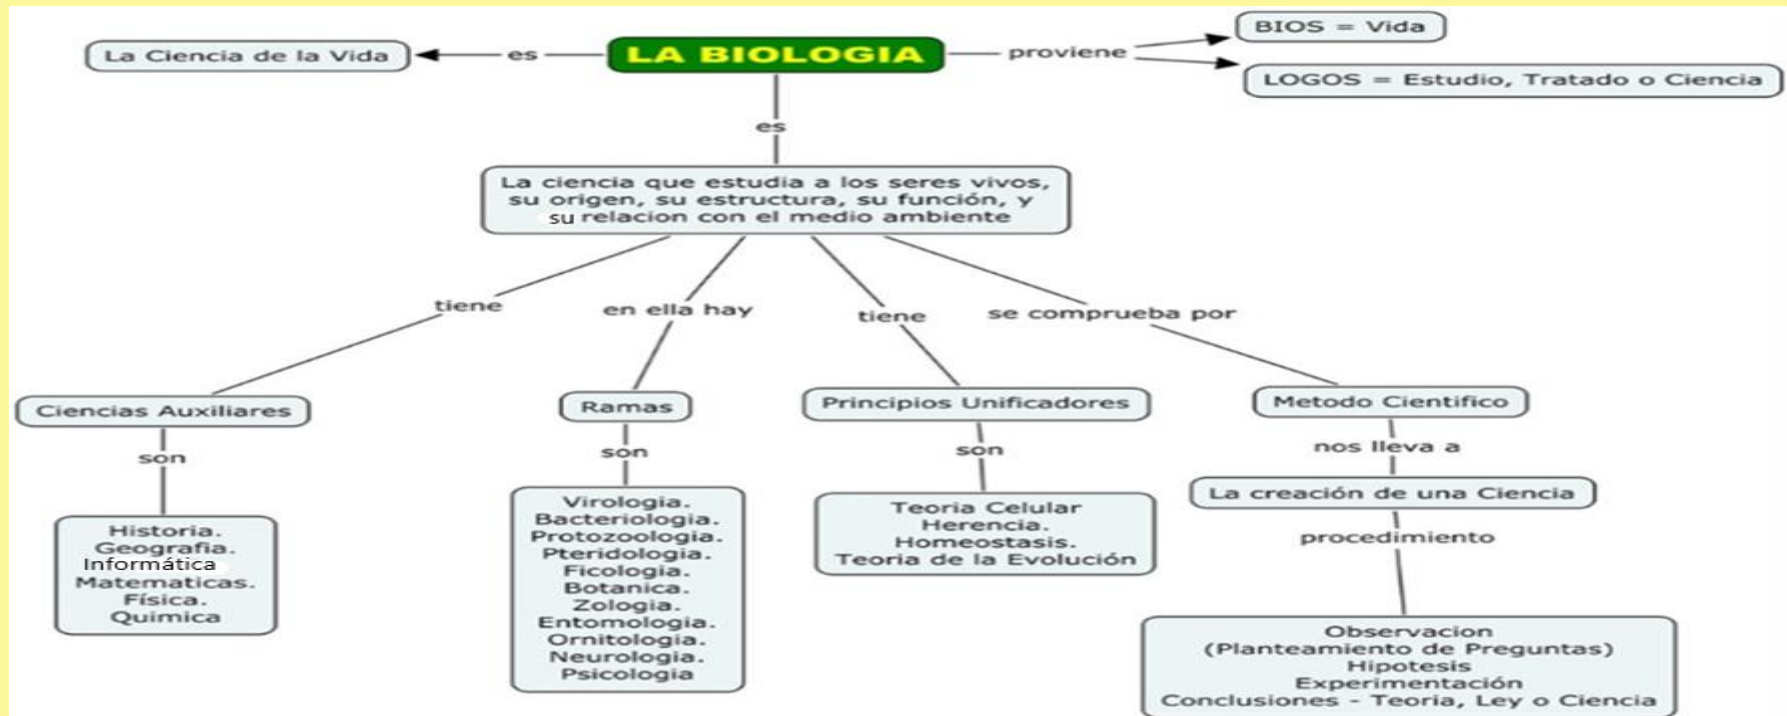 LA BIOLOGIA
es
La Ciencia de la Vida
proviene
BIOS = Vida
LOGOS = Estudio, Tratado o Ciencia
es
La ciencia que estudia a los seres vivos,
su origen, su estructura, su función, y
su relacion con el medio ambiente
tiene
Ciencias Auxiliares
son
Historia.
Geografia.
Informática
Matematicas.
Física.
Quimica
en ella hay
Ramas
son
Virologia.
Bacteriologia.
Protozoologia.
Pteridologia.
Ficologia.
Botanica.
Zologia.
Entomologia.
Ornitologia.
Neurologia.
Psicologia
tiene
Principios Unificadores
son
Teoria Celular
Herencia.
Homeostasis.
Teoria de la Evolución
se comprueba por
Metodo Cientifico
nos lleva a
La creación de una Ciencia
procedimiento
Observacion
(Planteamiento de Preguntas)
Hipotesis
Experimentación
Conclusiones - Teoria, Ley o Ciencia